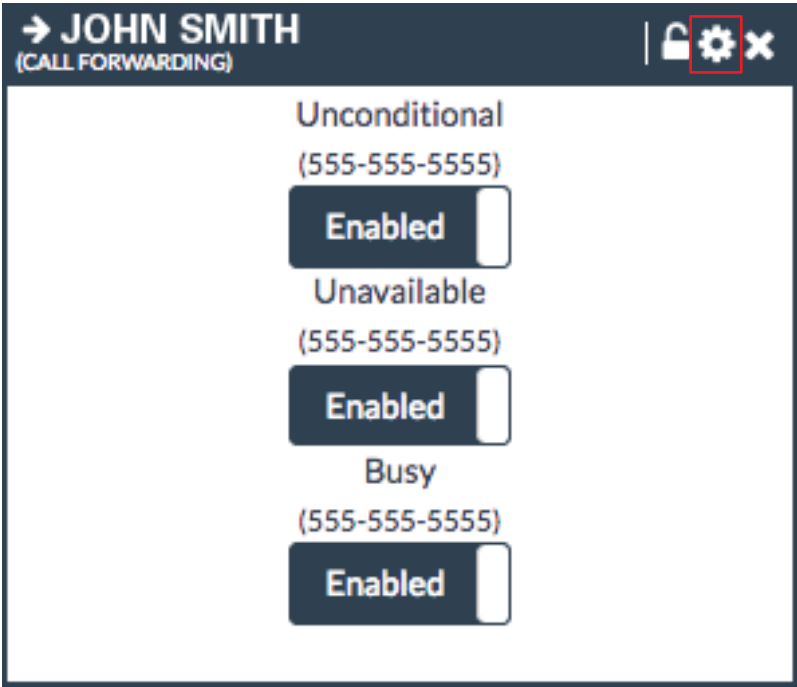 JOHN SMITH
(CALL FORWARDING)
Unconditional
(555-555-5555)
Enabled
Unavailable
(555-555-5555)
Enabled
Busy
(555-555-5555)
Enabled